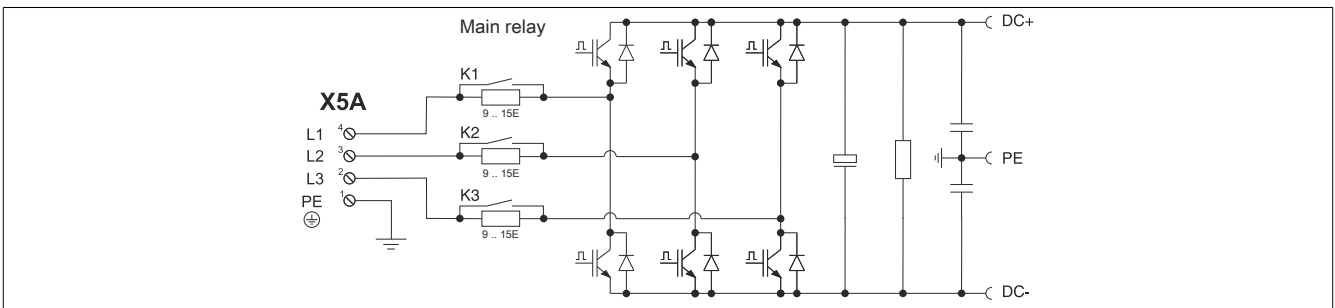 Main relay
DC+
K1
X5A
9 .. 15E
L1 4
K2
L2 3
PE
9 .. 15E
L3 2
K3
PE 1
9 .. 15E
DC-